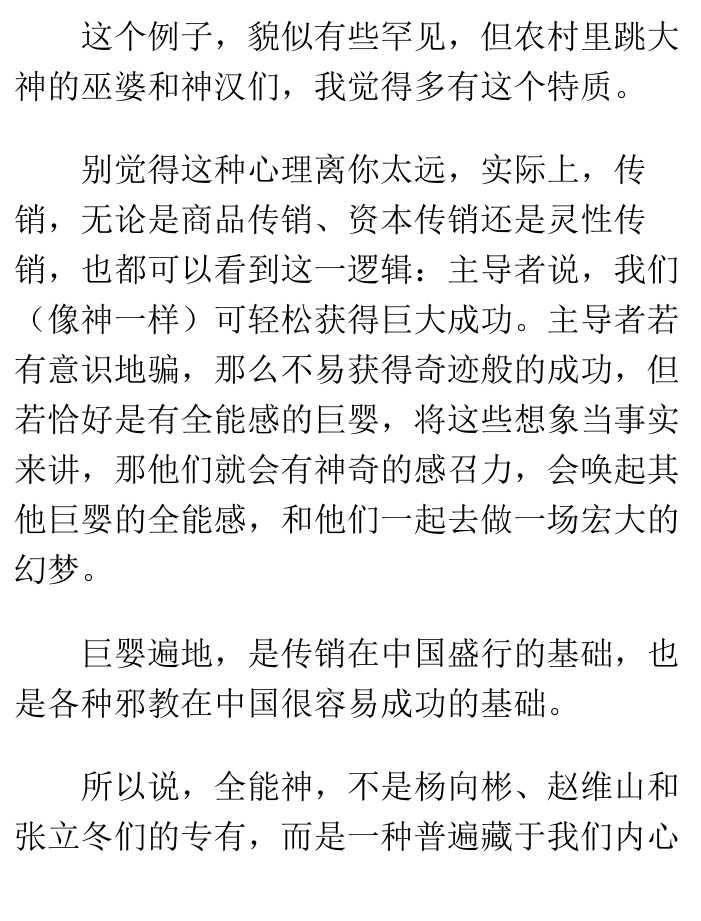 这个例子，貌似有些罕见，但农村里跳大
神的巫婆和神汉们，我觉得多有这个特质。
别觉得这种心理离你太远，实际上，传
销，无论是商品传销、资本传销还是灵性传
销，也都可以看到这一逻辑：主导者说，我们
（像神一样）可轻松获得巨大成功。主导者若
有意识地骗，那么不易获得奇迹般的成功，但
若恰好是有全能感的巨婴，将这些想象当事实
来讲，那他们就会有神奇的感召力，会唤起其
他巨婴的全能感，和他们一起去做一场宏大的
幻梦。
巨婴遍地，是传销在中国盛行的基础，也
是各种邪教在中国很容易成功的基础。
所以说，全能神，不是杨向彬、赵维山和
张立冬们的专有，而是一种普遍藏于我们内心